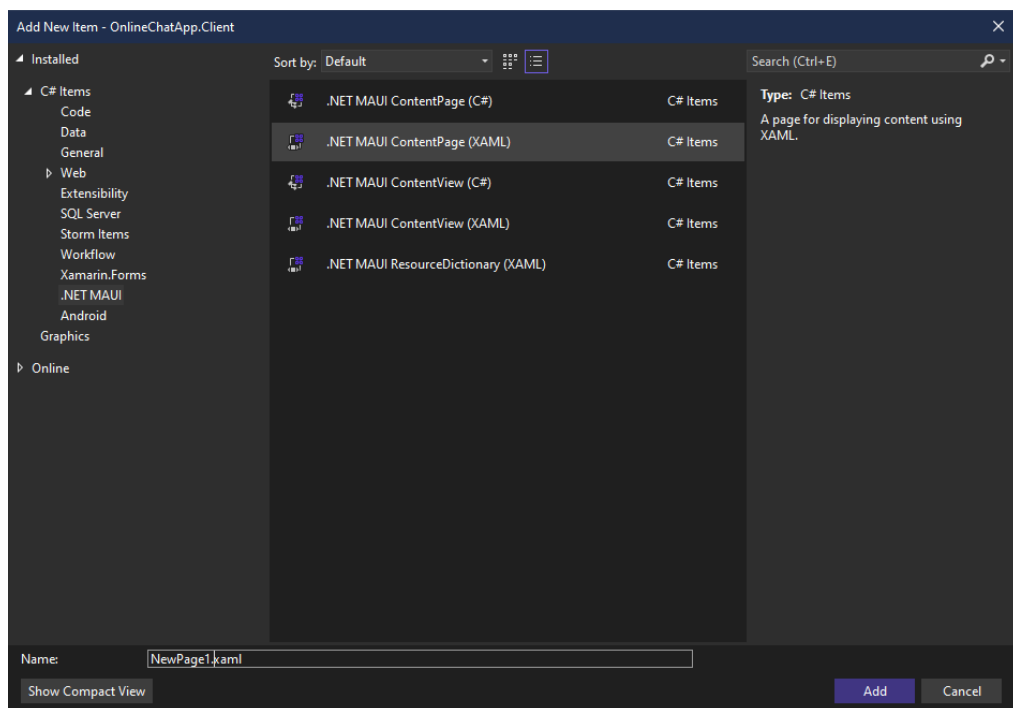 Add New Item - OnlineChatApp.Client
Installed
C# Items
Code
Data
General
Web
Extensibility
SQL Server
Storm Items
Workflow
Xamarin.Forms
.NET MAUI
Android
Graphics
Online
Sort by: Default
.NET MAUI ContentPage (C#) C# Items
.NET MAUI ContentPage (XAML) C# Items
.NET MAUI ContentView (C#) C# Items
.NET MAUI ContentView (XAML) C# Items
.NET MAUI ResourceDictionary (XAML) C# Items
Search (Ctrl+E)
Type: C# Items
A page for displaying content using
XAML.
Name: NewPage1.xaml
Show Compact View Add Cancel